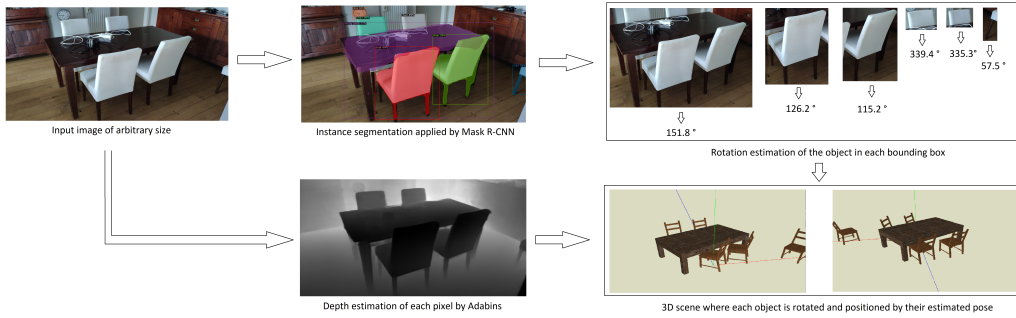 Input image of arbitrary size
Instance segmentation applied by Mask R-CNN
151.8 °
126.2 °
115.2 °
339.4 °
335.3°
57.5 °
Rotation estimation of the object in each bounding box
Depth estimation of each pixel by Adabins
3D scene where each object is rotated and positioned by their estimated pose